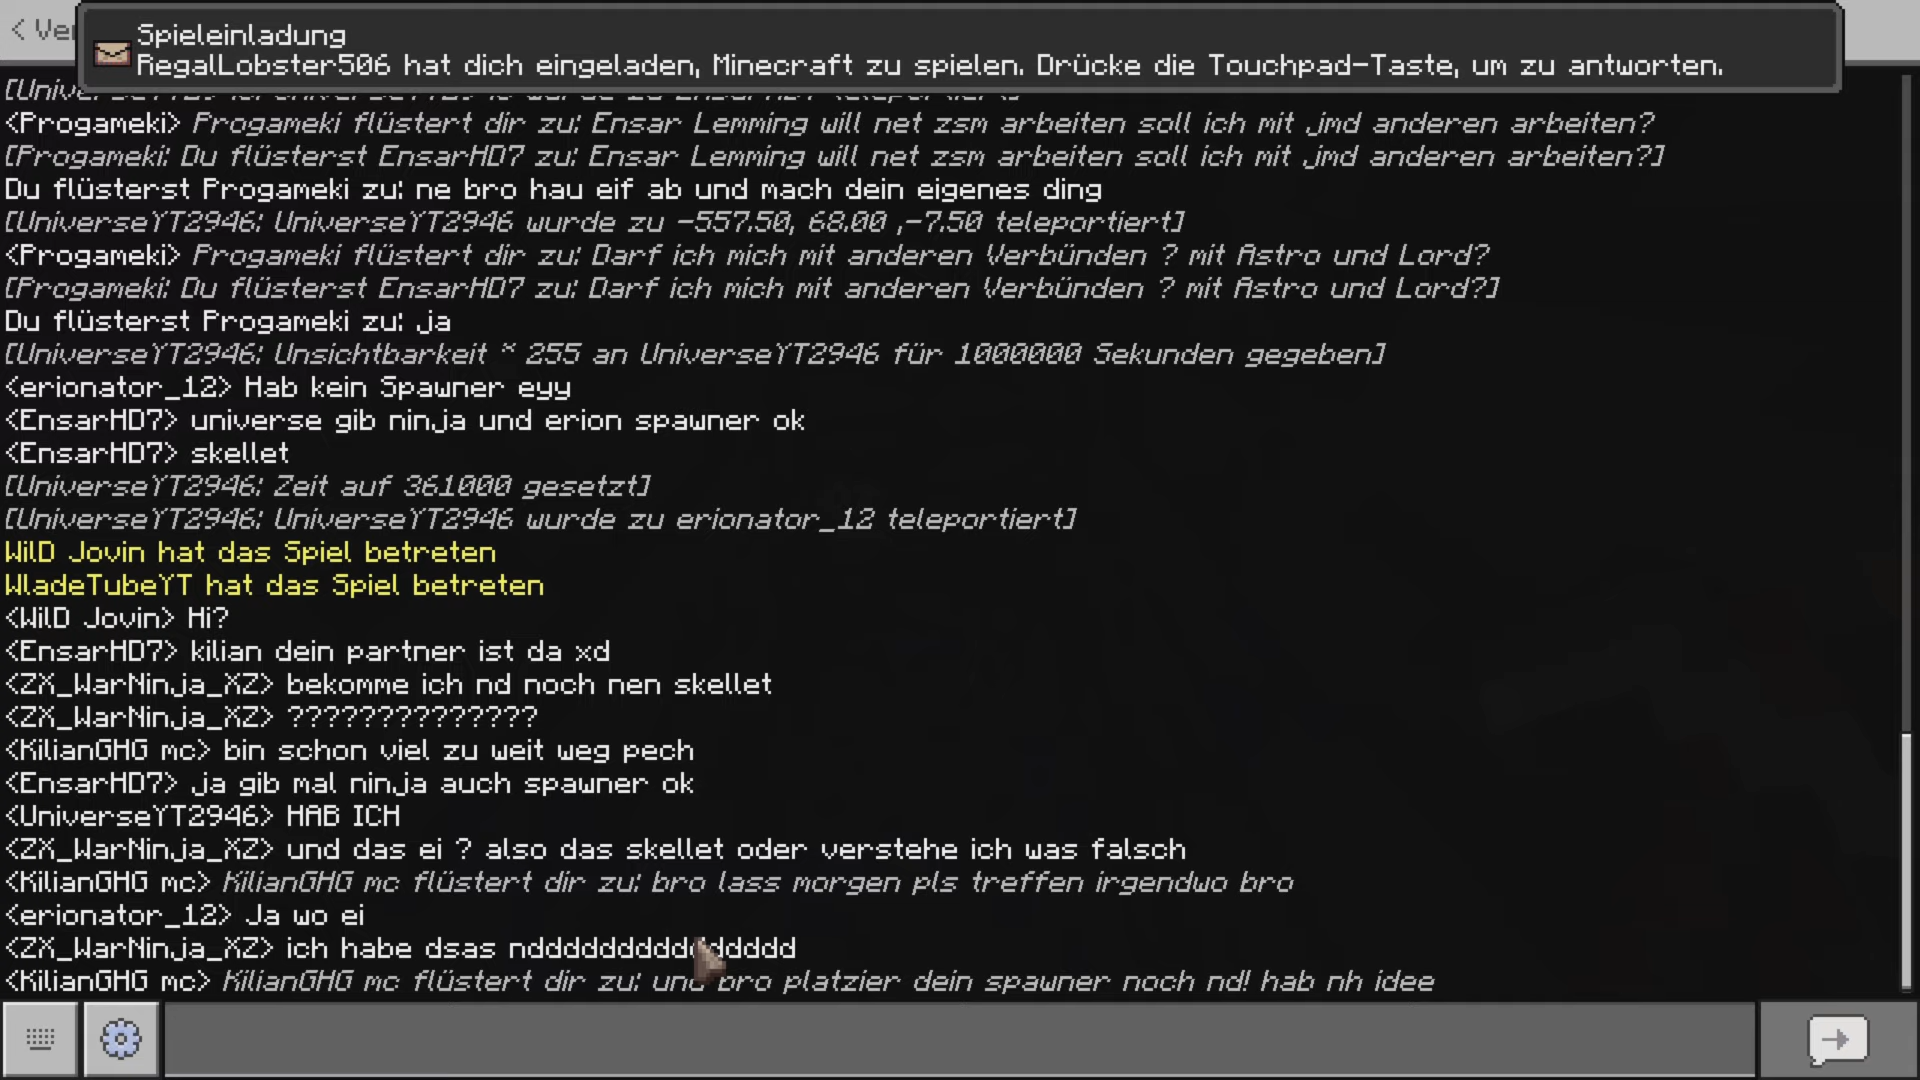 < Ver
Spieleinladung
RegalLobster506 hat dich eingeladen, Minecraft zu spielen. Drücke die Touchpad-Taste, um zu antworten.
<Progameki> Progameki flüstert dir zu: Ensar Lemming will net zsm arbeiten soll ich mit jmd anderen arbeiten?
[Progameki: Du flüsterst EnsarHD7 zu: Ensar Lemming will net zsm arbeiten soll ich mit jmd anderen arbeiten?]
Du flüsterst Progameki zu: ne bro hau eif ab und mach dein eigenes ding
[UniverseYT2946: UniverseYT2946 wurde zu -557.50, 68.00 ,-7.50 teleportiert]
<Progameki> Progameki flüstert dir zu: Darf ich mich mit anderen Verbünden ? mit Astro und Lord?
[Progameki: Du flüsterst EnsarHD7 zu: Darf ich mich mit anderen Verbünden ? mit Astro und Lord?]
Du flüsterst Progameki zu: ja
[UniverseYT2946: Unsichtbarkeit * 255 an UniverseYT2946 für 1000000 Sekunden gegeben]
<erionator_12> Hab kein Spawner eyy
<EnsarHD7> universe gib ninja und erion spawner ok
<EnsarHD7> skellet
[UniverseYT2946: Zeit auf 361000 gesetzt]
[UniverseYT2946: UniverseYT2946 wurde zu erionator_12 teleportiert]
WilD Jovin hat das Spiel betreten
WladeTubeYT hat das Spiel betreten
<WilD Jovin> Hi?
<EnsarHD7> kilian dein partner ist da xd
<ZX_WarNinja_XZ> bekomme ich nd noch nen skellet
<ZX_WarNinja_XZ> ??????????????
<KilianGHG mc> bin schon viel zu weit weg pech
<EnsarHD7> ja gib mal ninja auch spawner ok
<UniverseYT2946> HAB ICH
<ZX_WarNinja_XZ> und das ei ? also das skellet oder verstehe ich was falsch
<KilianGHG mc> KilianGHG mc flüstert dir zu: bro lass morgen pls treffen irgendwo bro
<erionator_12> Ja wo ei
<ZX_WarNinja_XZ> ich habe dsas ndddddddddddddddd
<KilianGHG mc> KilianGHG mc flüstert dir zu: und bro platzier dein spawner noch nd! hab nh idee